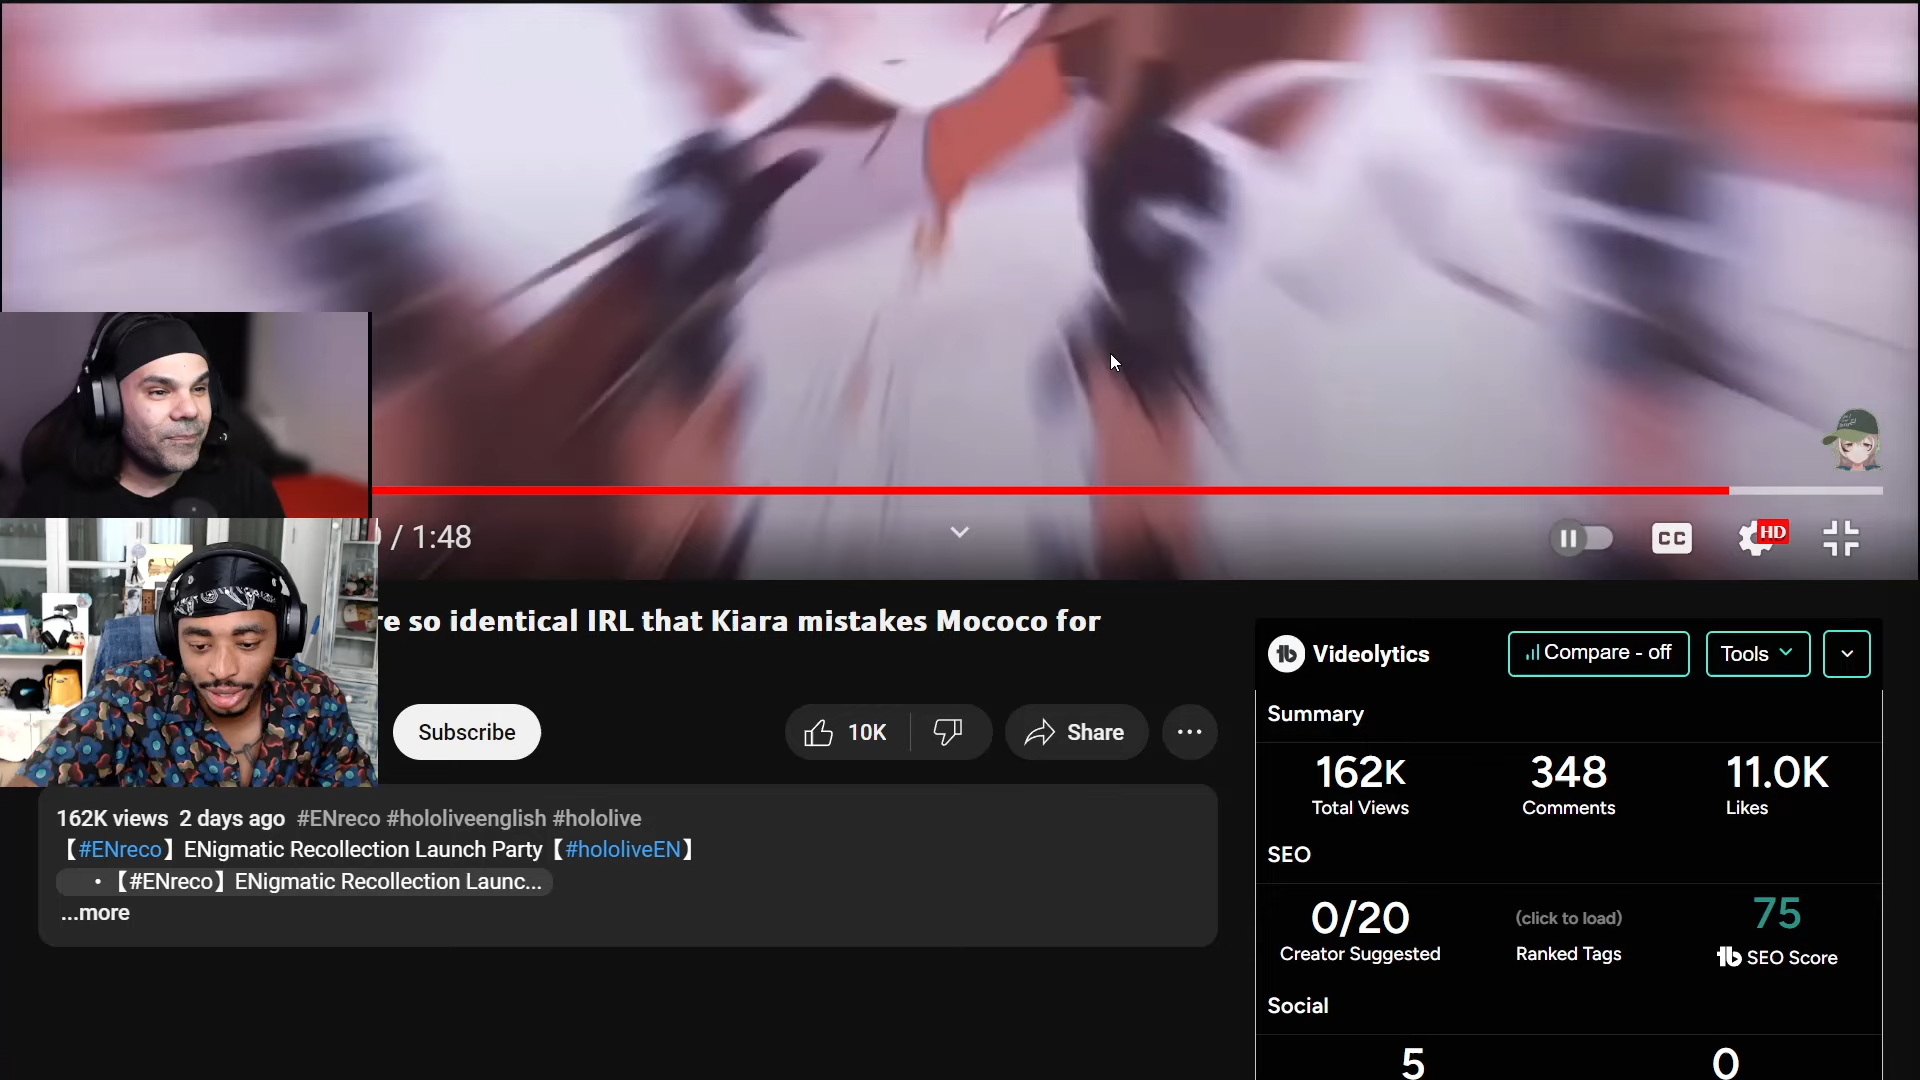 / 1:48
CC
HD
so identical IRL that Kiara mistakes Mococo for
Subscribe
10K
Share
162K views 2 days ago #ENreco #hololiveenglish #hololive
【#ENreco】ENigmatic Recollection Launch Party【#hololiveEN】
• 【#ENreco】ENigmatic Recollection Launc...
...more
Videolytics
Compare - off
Tools
Summary
162K
348
11.0K
Total Views
Comments
Likes
SEO
0/20
(click to load)
75
Creator Suggested
Ranked Tags
SEO Score
Social
5
0